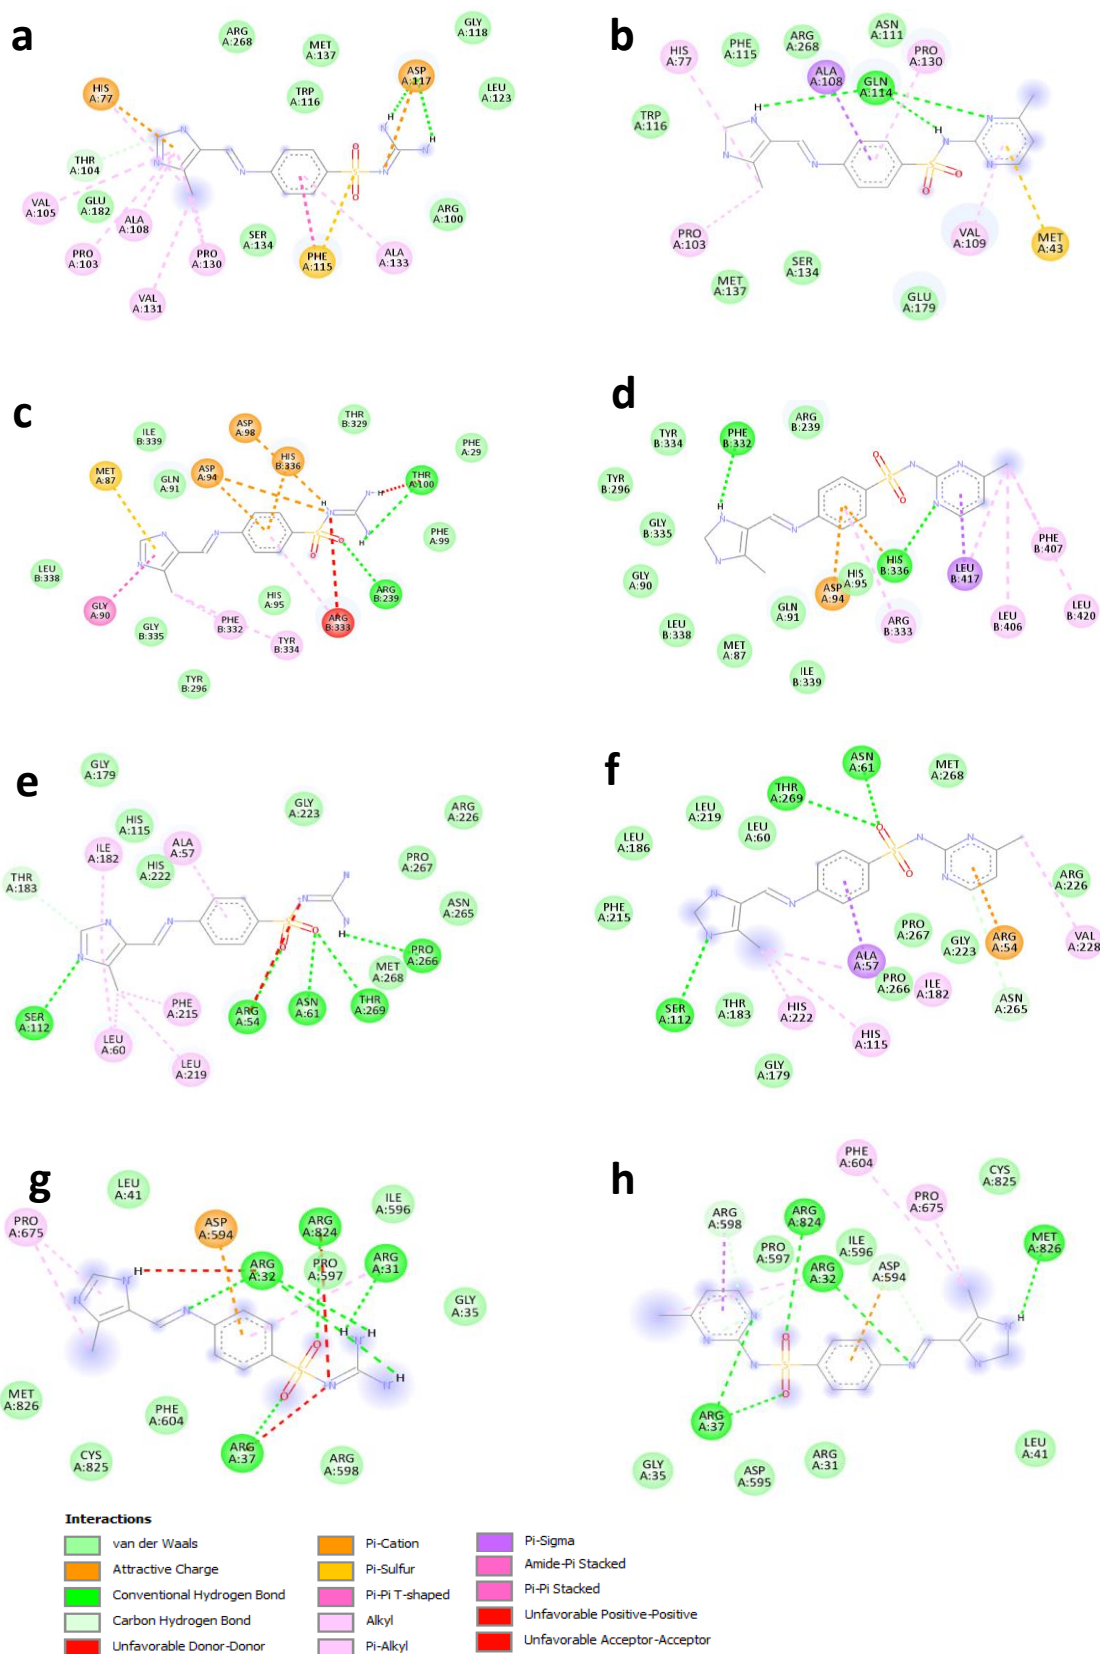 a
ARG
A:268
MET
A:137
GLY
A:118
ASP
A:117
HIS
A:77
TRP
A:116
LEU
A:123
H
H
N
N
N
N
N
N
N
O
S
O
THR
A:104
VAL
A:105
GLU
A:182
ALA
A:108
PRO
A:103
PRO
A:130
VAL
A:131
SER
A:134
PHE
A:115
ALA
A:133
ARG
A:100
b
HIS
A:77
PHE
A:115
ARG
A:268
ASN
A:111
PRO
A:130
ALA
A:108
GLN
A:114
TRP
A:116
H
N
N
N
H
N
N
N
S
O
O
PRO
A:103
VAL
A:109
MET
A:43
MET
A:137
SER
A:134
GLU
A:179
c
ILE
B:339
ASP
A:98
THR
B:329
PHE
A:29
MET
A:87
GLN
A:91
ASP
A:94
HIS
B:336
THR
A:100
H
H
H
N
N
N
N
N
N
S
O
O
PHE
A:99
LEU
B:338
GLY
A:90
GLY
B:335
HIS
A:95
ARG
B:239
PHE
B:332
ARG
B:333
TYR
B:334
TYR
B:296
d
TYR
B:334
PHE
B:332
ARG
B:239
TYR
B:296
GLY
B:335
GLY
A:90
H
N
N
N
S
O
O
N
N
N
HIS
A:95
HIS
B:336
LEU
B:417
PHE
B:407
ASP
A:94
GLN
A:91
ARG
B:333
LEU
B:406
LEU
B:420
LEU
B:338
MET
A:87
ILE
B:339
e
GLY
A:179
HIS
A:115
ILE
A:182
ALA
A:57
HIS
A:222
GLY
A:223
ARG
A:226
PRO
A:267
ASN
A:265
THR
A:183
N
N
N
S
O
O
N
N
N
H
PRO
A:266
MET
A:268
SER
A:112
PHE
A:215
LEU
A:60
LEU
A:219
ARG
A:54
ASN
A:61
THR
A:269
f
ASN
A:61
THR
A:269
MET
A:268
LEU
A:219
LEU
A:60
LEU
A:186
PHE
A:215
O
S
O
N
N
N
N
N
N
ARG
A:226
VAL
A:228
ARG
A:54
GLY
A:223
PRO
A:267
ALA
A:57
PRO
A:266
ILE
A:182
ASN
A:265
SER
A:112
THR
A:183
HIS
A:222
HIS
A:115
GLY
A:179
g
LEU
A:41
PRO
A:675
ASP
A:594
ARG
A:824
ILE
A:596
ARG
A:32
PRO
A:597
ARG
A:31
GLY
A:35
H
N
N
N
H
H
H
N
N
N
O
S
O
MET
A:826
PHE
A:604
CYS
A:825
ARG
A:37
ARG
A:598
h
PHE
A:604
CYS
A:825
PRO
A:675
ARG
A:598
ARG
A:824
PRO
A:597
ILE
A:596
ARG
A:32
ASP
A:594
MET
A:826
N
N
N
O
S
O
N
N
H
N
ARG
A:37
GLY
A:35
ASP
A:595
ARG
A:31
LEU
A:41
Interactions
van der Waals
Attractive Charge
Conventional Hydrogen Bond
Carbon Hydrogen Bond
Unfavorable Donor-Donor
Pi-Cation
Pi-Sulfur
Pi-Pi T-shaped
Alkyl
Pi-Alkyl
Pi-Sigma
Amide-Pi Stacked
Pi-Pi Stacked
Unfavorable Positive-Positive
Unfavorable Acceptor-Acceptor